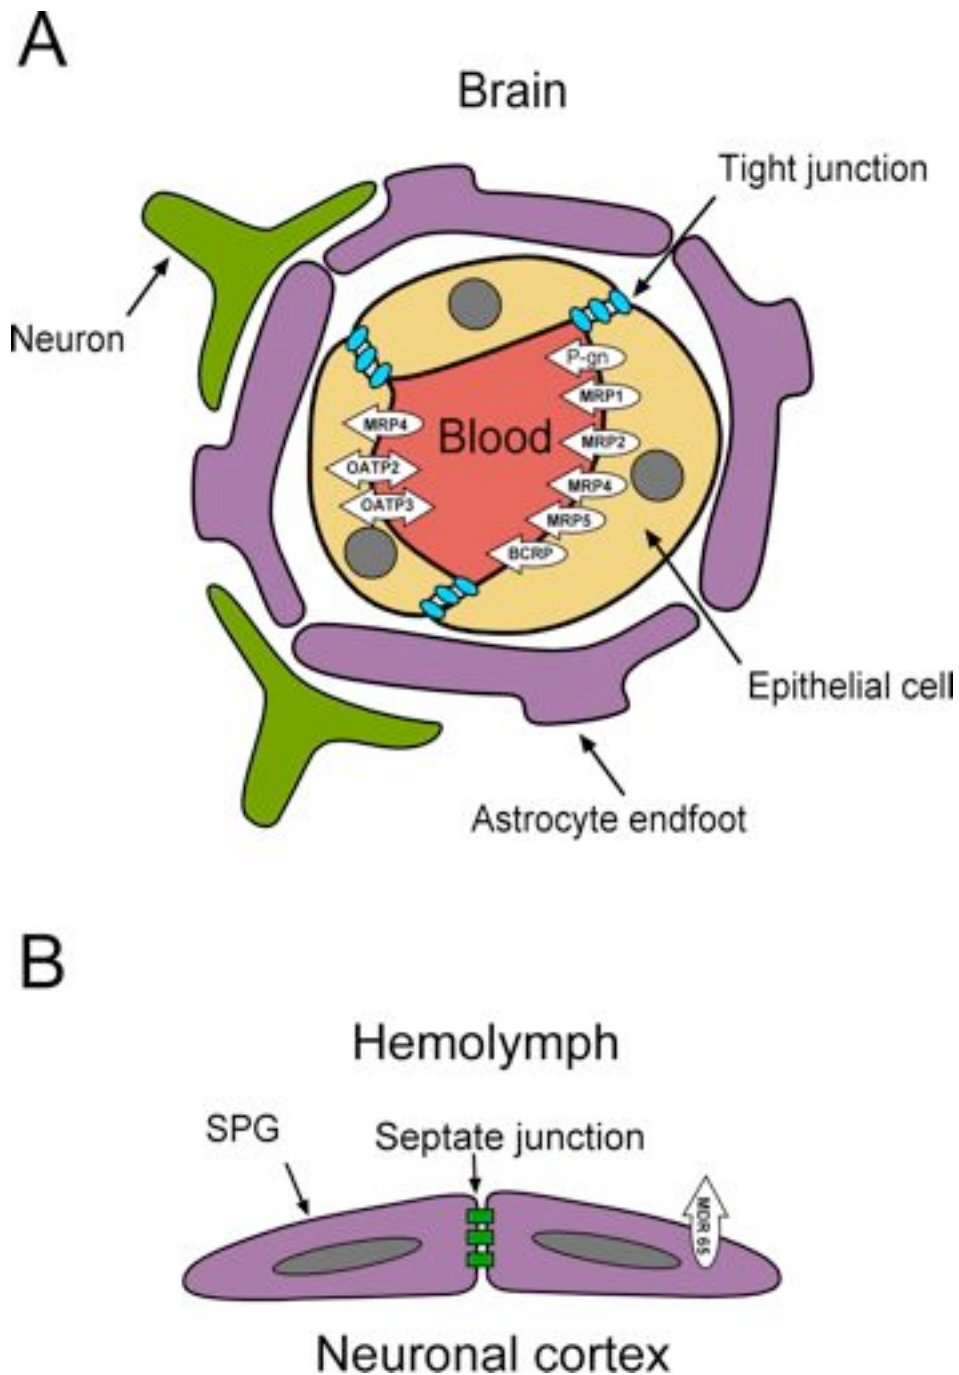 A
Brain
Tight junction
Neuron
P-gn
MRP1
MRP4
Blood
MRP2
OATP2
MRP4
OATP3
MRP5
BCRP
Epithelial cell
Astrocyte endfoot
B
Hemolymph
SPG
Septate junction
MDR 65
Neuronal cortex